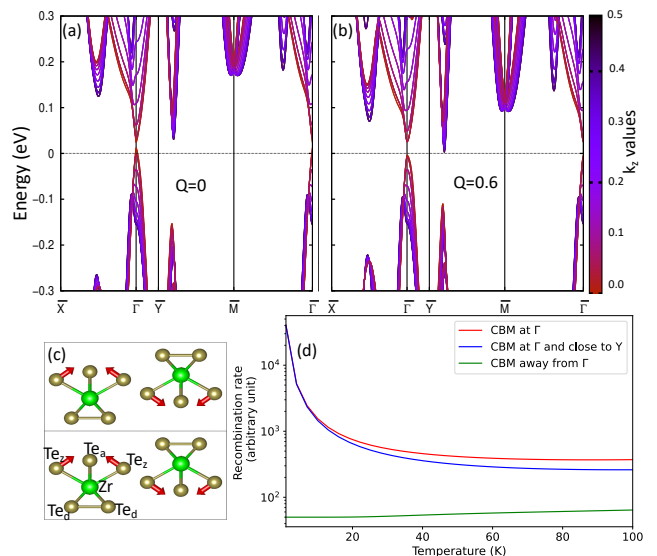 (a)
(b)
0.3
0.2
0.1
0
−0.1
−0.2
−0.3
Energy (eV)
Q=0
Q=0.6
X̅ Γ̅ Y̅ M̅ Γ̅
X̅ Γ̅ Y̅ M̅ Γ̅
0.5
0.4
0.3
0.2
0.1
0.0
k_z values
(c)
Te_z
Te_a
Te_z
Zr
Te_d
Te_d
(d)
CBM at Γ
CBM at Γ and close to Y
CBM away from Γ
10^4
10^3
10^2
Recombination rate
(arbitrary unit)
20 40 60 80 100
Temperature (K)